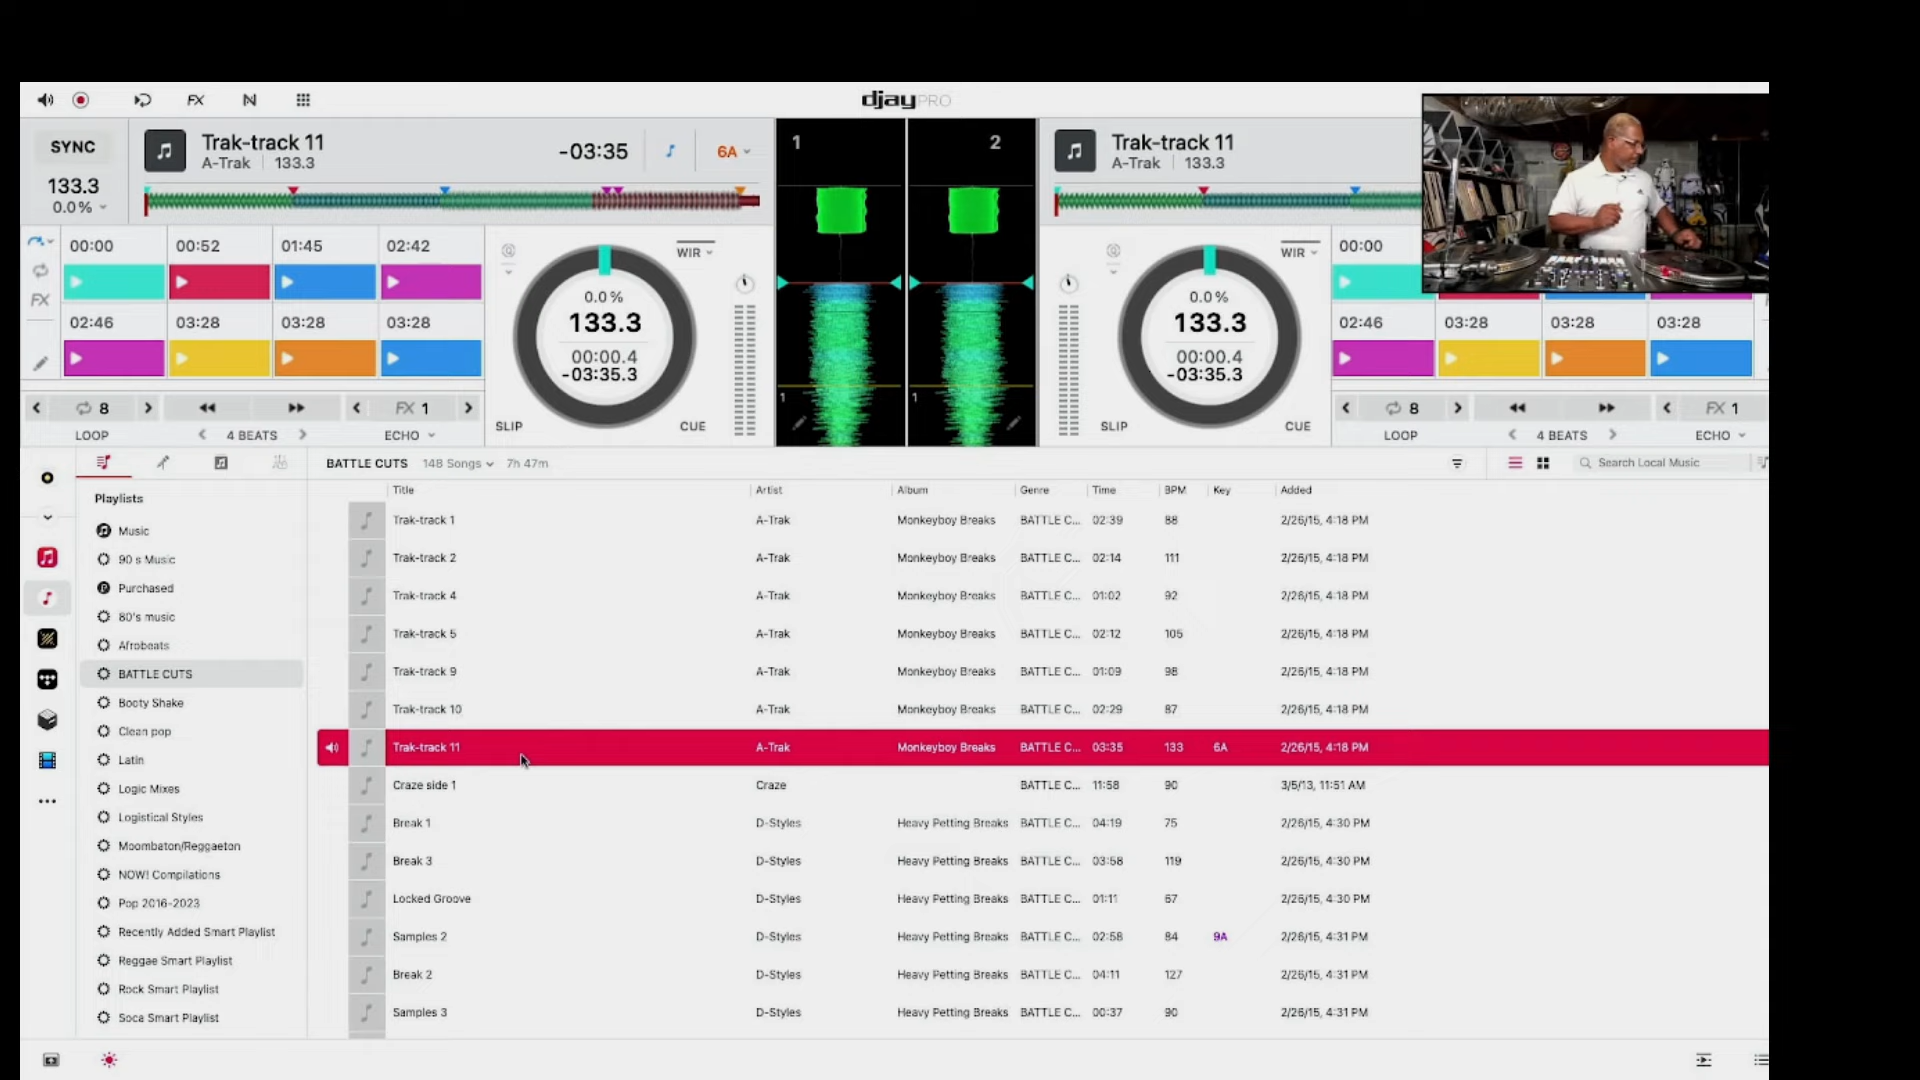 FX
djay PRO
SYNC
133.3
0.0%
Trak-track 11
A-Trak
133.3
-03:35
6A
1
2
Trak-track 11
A-Trak
133.3
00:00
00:52
01:45
02:42
02:46
03:28
03:28
03:28
FX
WIR
0.0%
133.3
00:00.4
-03:35.3
SLIP
CUE
1
1
WIR
0.0%
133.3
00:00.4
-03:35.3
SLIP
CUE
00:00
02:46
03:28
03:28
03:28
8
LOOP
4 BEATS
FX 1
ECHO
8
LOOP
4 BEATS
FX 1
ECHO
BATTLE CUTS 148 Songs 7h 47m
Search Local Music
Playlists
Music
90 s Music
Purchased
80's music
Afrobeats
BATTLE CUTS
Booty Shake
Clean pop
Latin
Logic Mixes
Logistical Styles
Moombaton/Reggaeton
NOW! Compilations
Pop 2016-2023
Recently Added Smart Playlist
Reggae Smart Playlist
Rock Smart Playlist
Soca Smart Playlist
Title Artist Album Genre Time BPM Key Added
Trak-track 1 A-Trak Monkeyboy Breaks BATTLE C... 02:39 88 2/26/15, 4:18 PM
Trak-track 2 A-Trak Monkeyboy Breaks BATTLE C... 02:14 111 2/26/15, 4:18 PM
Trak-track 4 A-Trak Monkeyboy Breaks BATTLE C... 01:02 92 2/26/15, 4:18 PM
Trak-track 5 A-Trak Monkeyboy Breaks BATTLE C... 02:12 105 2/26/15, 4:18 PM
Trak-track 9 A-Trak Monkeyboy Breaks BATTLE C... 01:09 98 2/26/15, 4:18 PM
Trak-track 10 A-Trak Monkeyboy Breaks BATTLE C... 02:29 87 2/26/15, 4:18 PM
Trak-track 11 A-Trak Monkeyboy Breaks BATTLE C... 03:35 133 6A 2/26/15, 4:18 PM
Craze side 1 Craze BATTLE C... 11:58 90 3/5/13, 11:51 AM
Break 1 D-Styles Heavy Petting Breaks BATTLE C... 04:19 75 2/26/15, 4:30 PM
Break 3 D-Styles Heavy Petting Breaks BATTLE C... 03:58 119 2/26/15, 4:30 PM
Locked Groove D-Styles Heavy Petting Breaks BATTLE C... 01:11 67 2/26/15, 4:30 PM
Samples 2 D-Styles Heavy Petting Breaks BATTLE C... 02:58 84 9A 2/26/15, 4:31 PM
Break 2 D-Styles Heavy Petting Breaks BATTLE C... 04:11 127 2/26/15, 4:31 PM
Samples 3 D-Styles Heavy Petting Breaks BATTLE C... 00:37 90 2/26/15, 4:31 PM